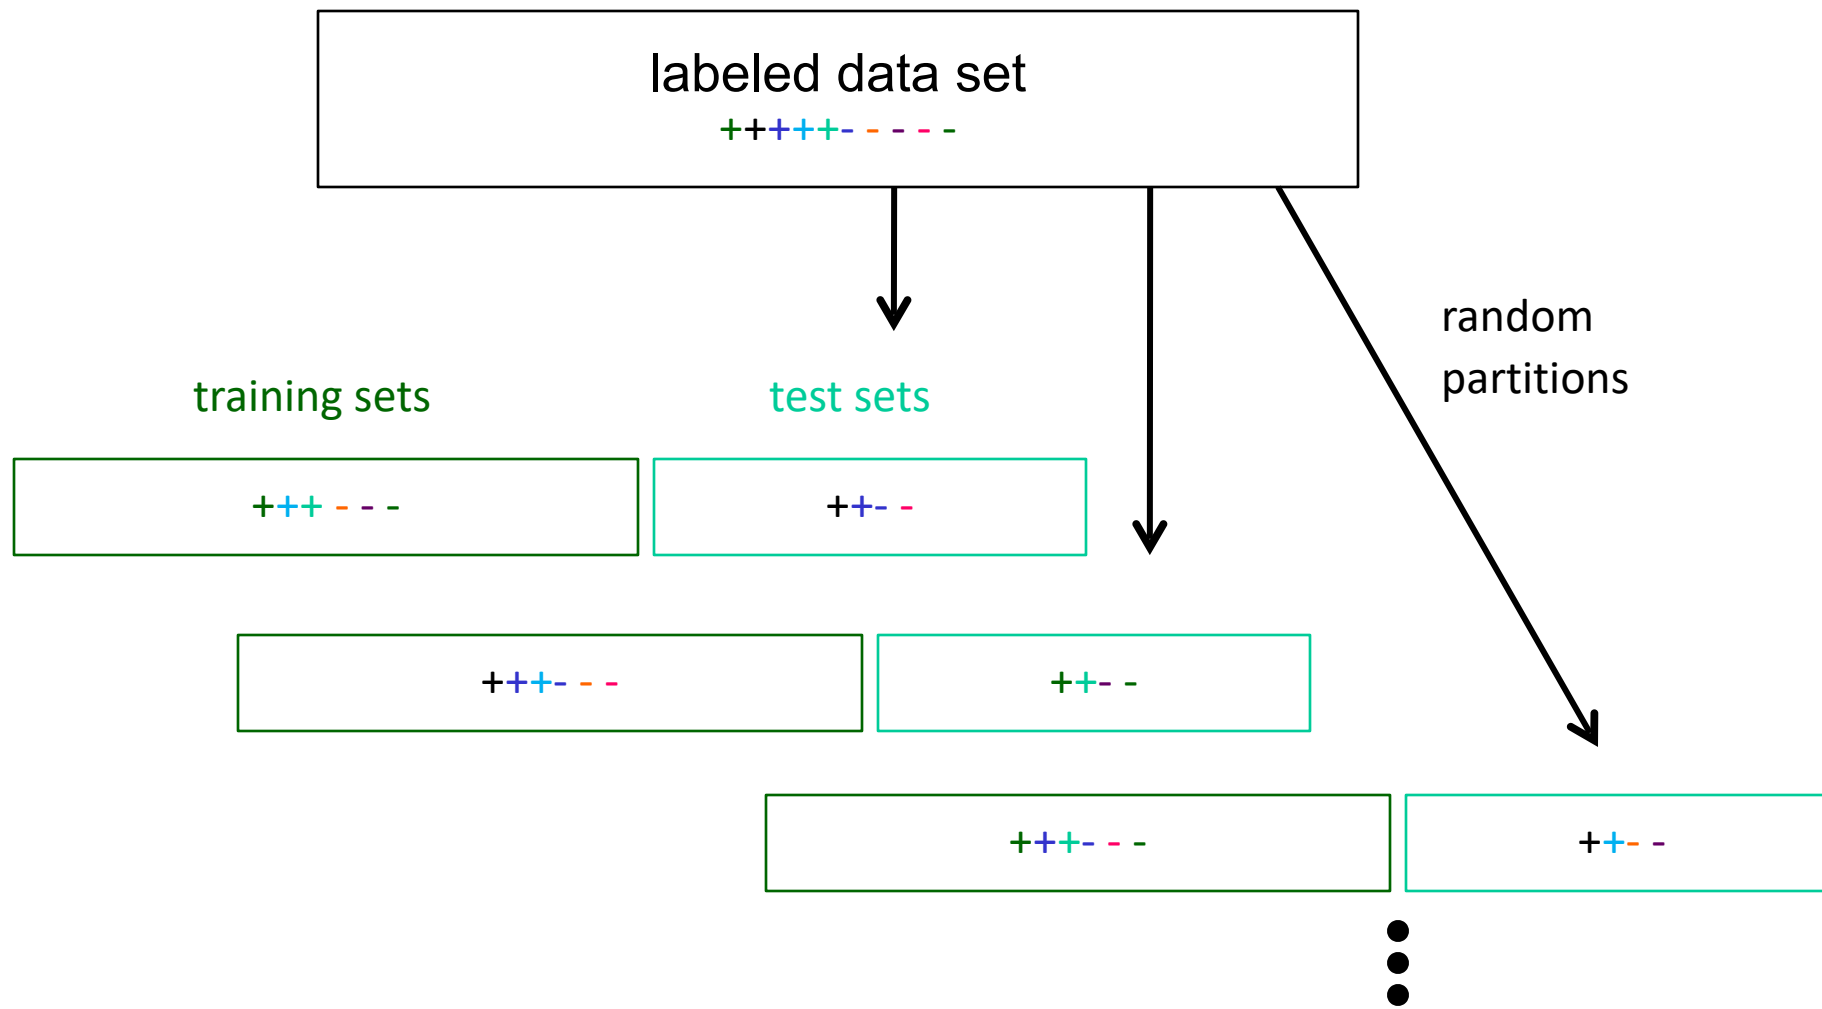 labeled data set
+++++- - - - -
random
partitions
training sets
test sets
+++ - - -
++- -
+++- - -
++- -
+++- - -
++- -